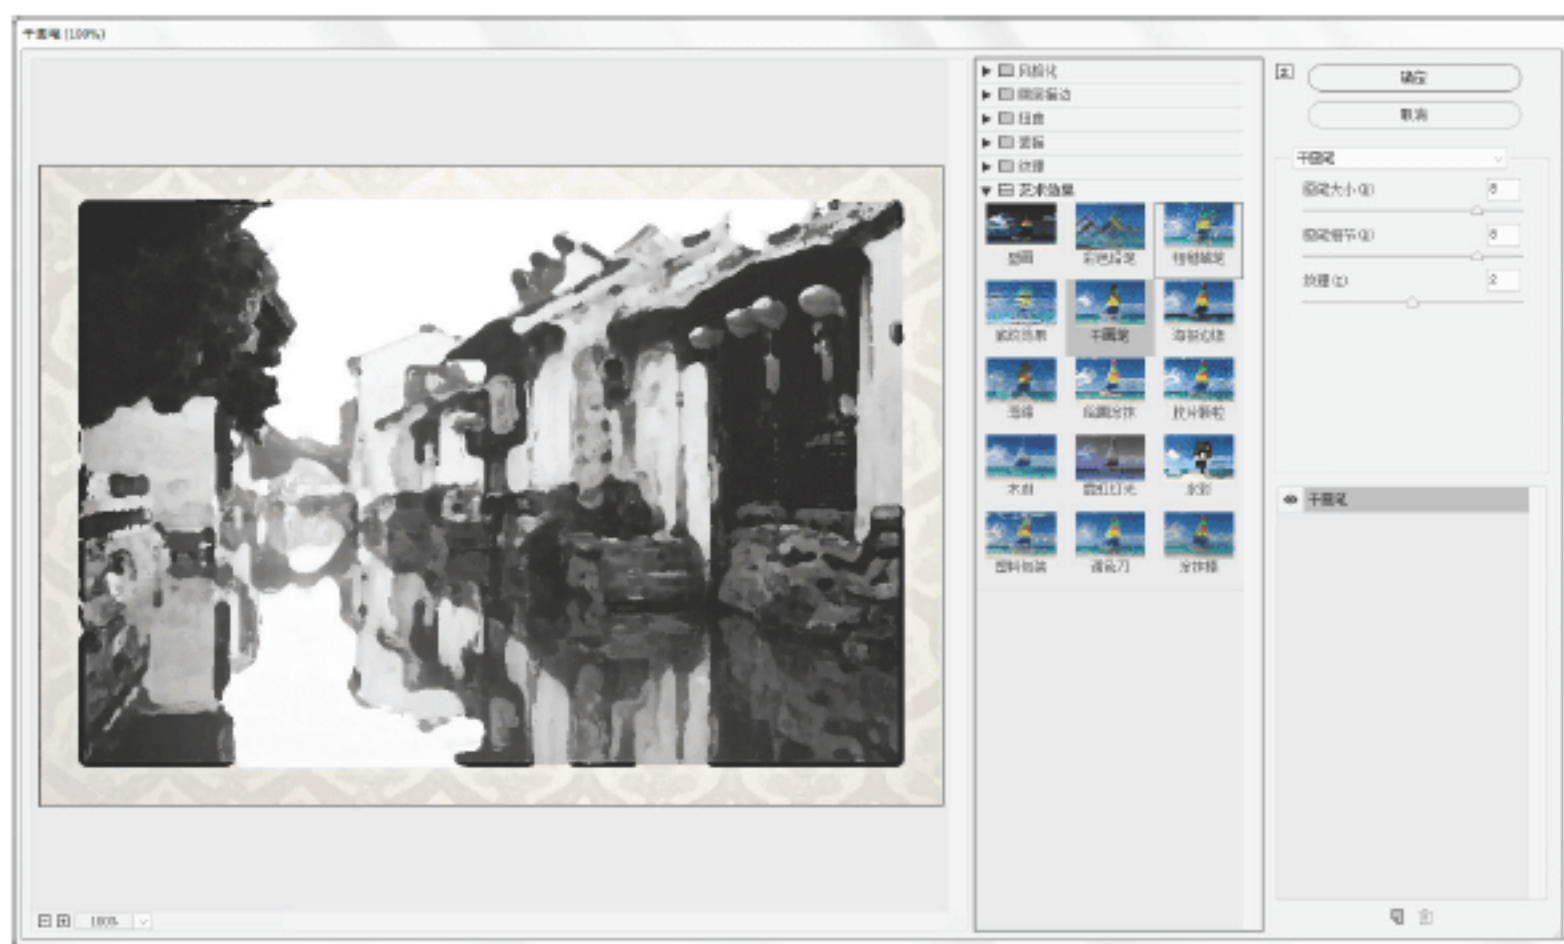 干画笔 (100%)
风格化
画笔描边
扭曲
素描
纹理
艺术效果
壁画
彩色铅笔
粗糙蜡笔
底纹效果
干画笔
海报边缘
海绵
绘画涂抹
胶片颗粒
木刻
霓虹灯光
水彩
塑料包装
调色刀
涂抹棒
100%
确定
取消
干画笔
画笔大小(B) 8
画笔细节(D) 8
纹理(T) 2
干画笔